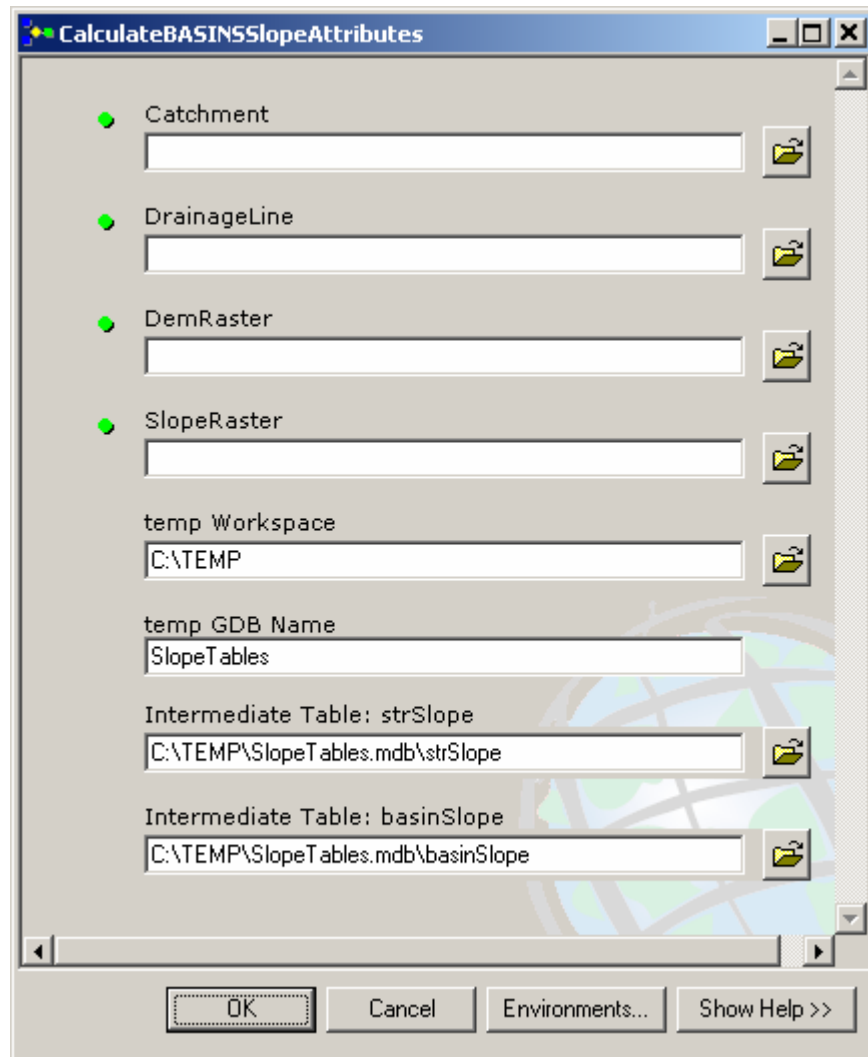 CalculateBASINSSlopeAttributes
Catchment
DrainageLine
DemRaster
SlopeRaster
temp Workspace
C:\TEMP
temp GDB Name
SlopeTables
Intermediate Table: strSlope
C:\TEMP\SlopeTables.mdb\strSlope
Intermediate Table: basinSlope
C:\TEMP\SlopeTables.mdb\basinSlope
OK Cancel Environments... Show Help >>